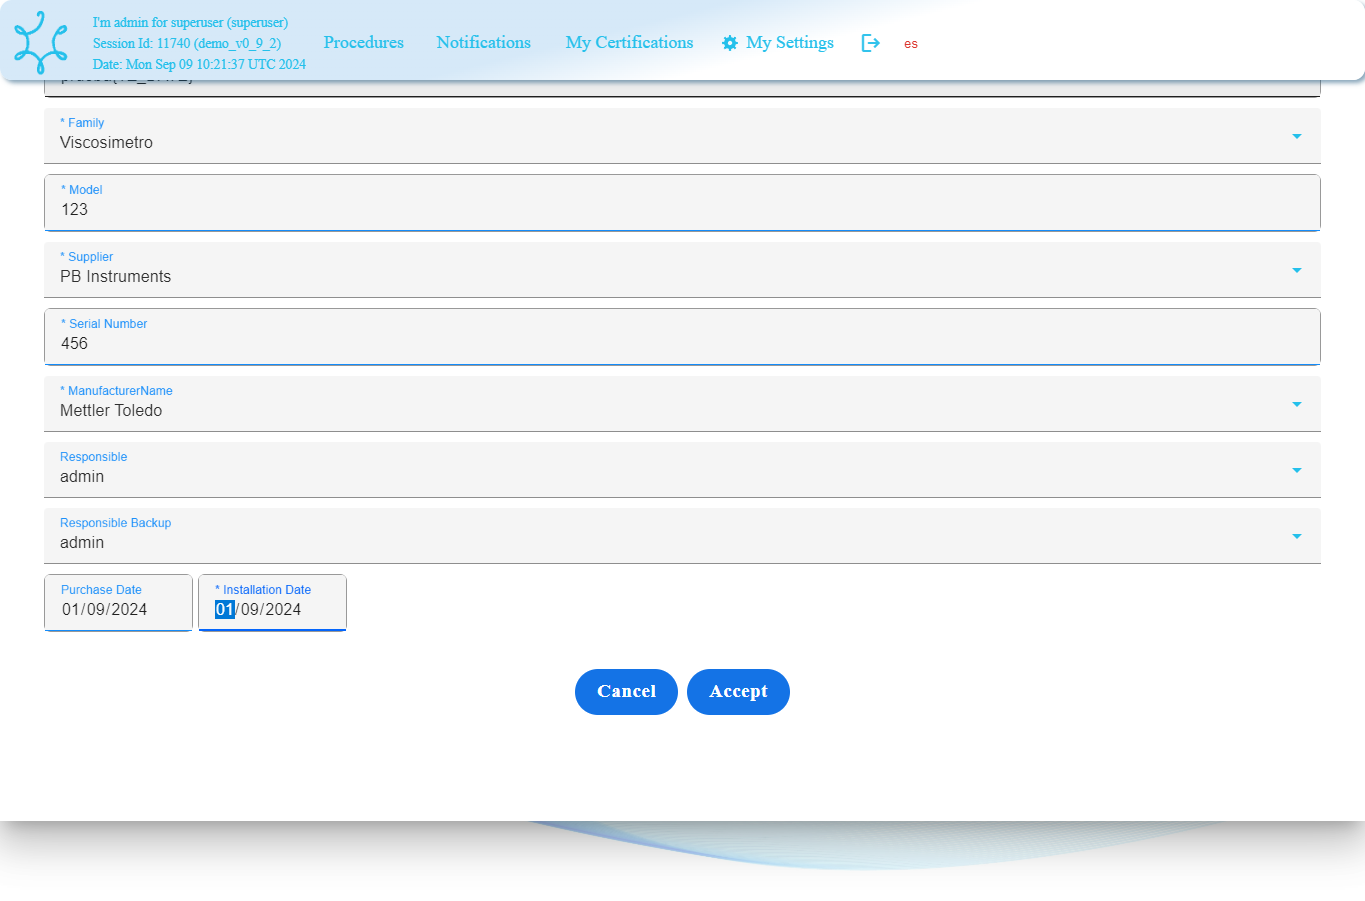 I'm admin for superuser (superuser)
Session Id: 11740 (demo_v0_9_2)
Date: Mon Sep 09 10:21:37 UTC 2024
Procedures
Notifications
My Certifications
My Settings
es
* Family
Viscosimetro
* Model
123
* Supplier
PB Instruments
* Serial Number
456
* ManufacturerName
Mettler Toledo
Responsible
admin
Responsible Backup
admin
Purchase Date
01/09/2024
* Installation Date
01/09/2024
Cancel
Accept